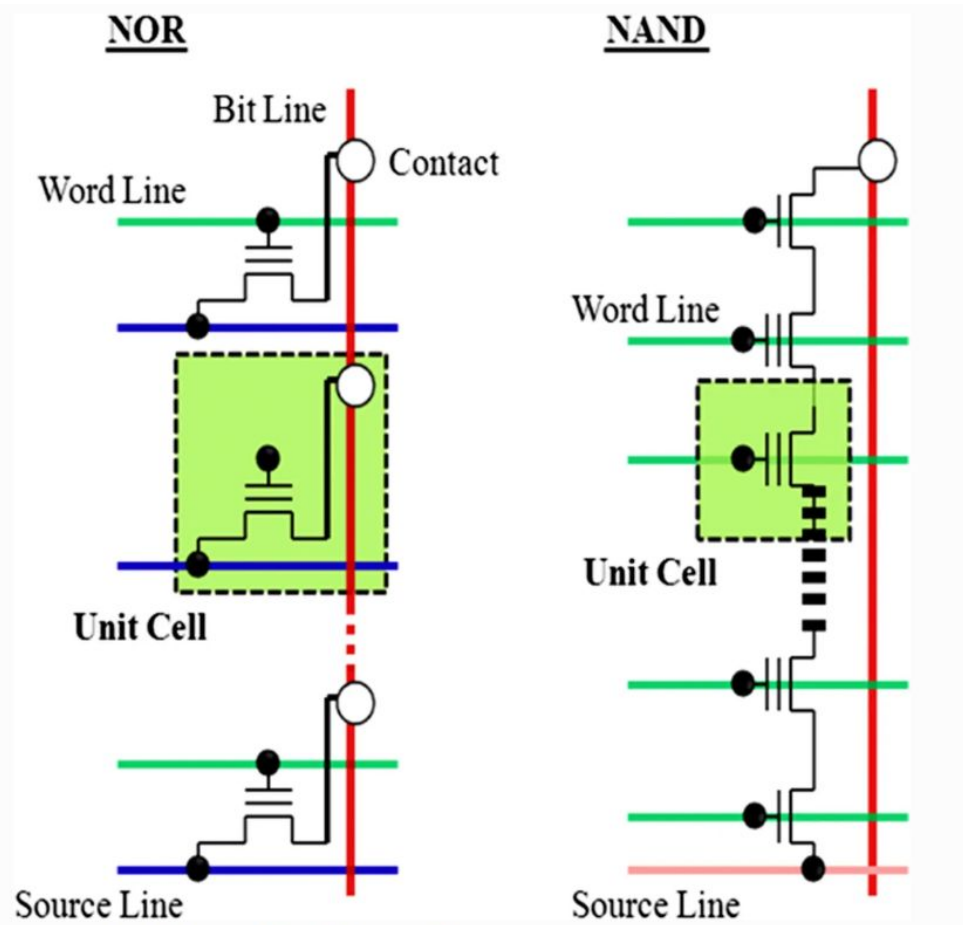 NOR
NAND
Bit Line
Contact
Word Line
Word Line
Unit Cell
Unit Cell
Source Line
Source Line